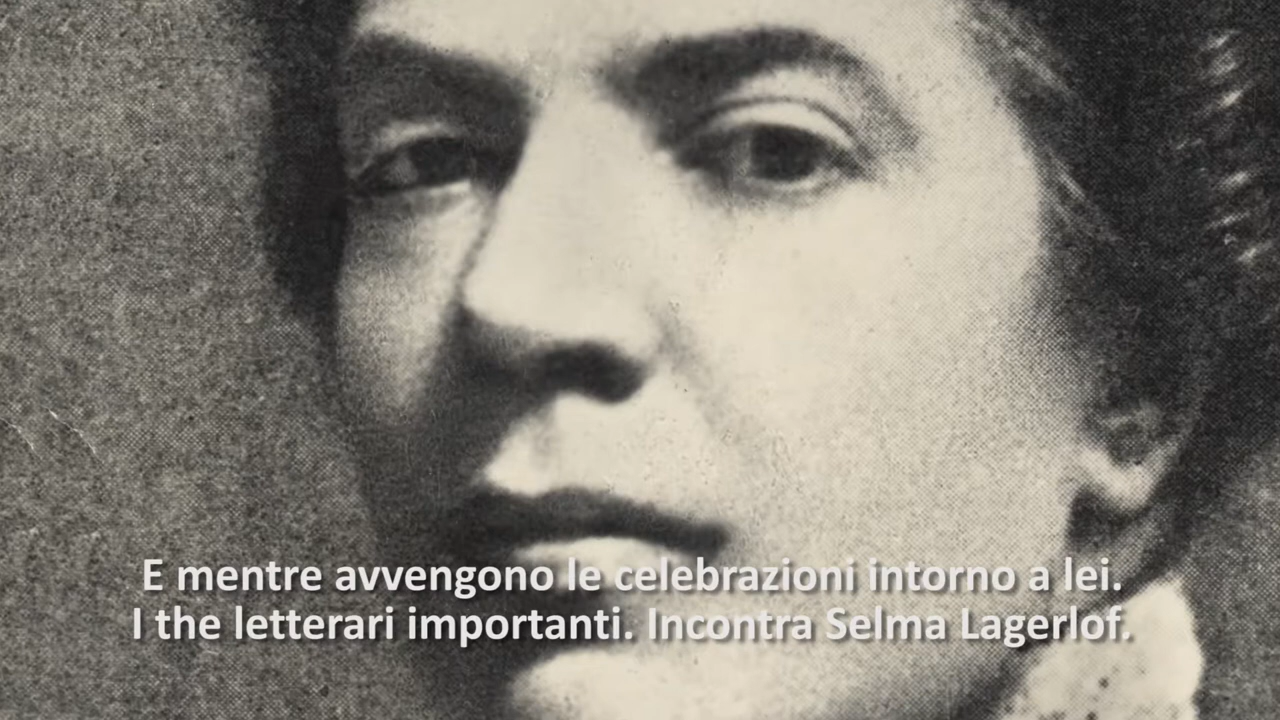 E mentre avvengono le celebrazioni intorno a lei.
I the letterari importanti. Incontra Selma Lagerlof.